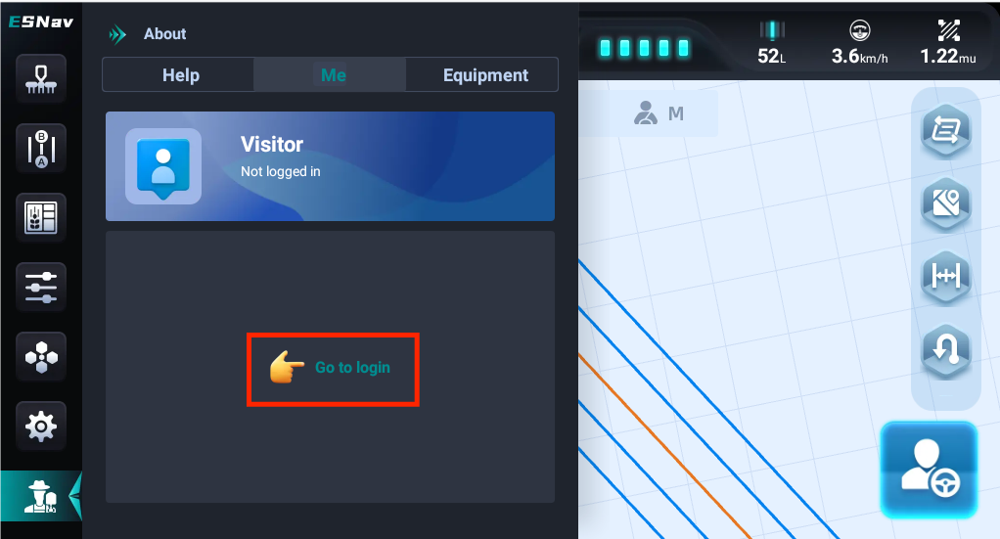 ESNav
About
Help
Me
Equipment
Visitor
Not logged in
Go to login
B
A
52L
3.6km/h
1.22mu
M